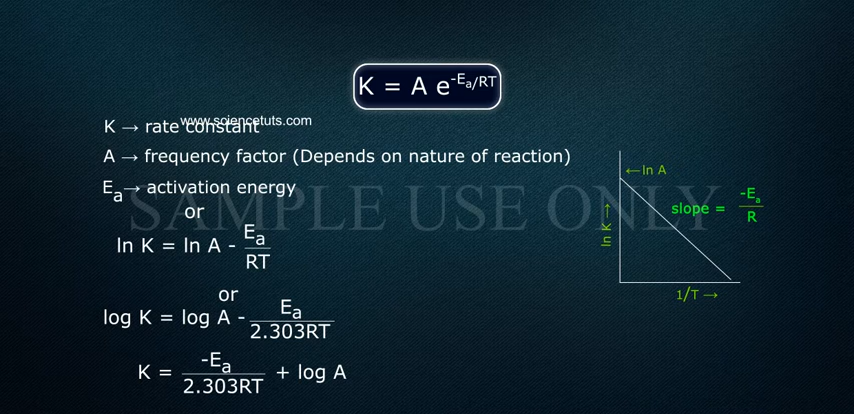 K = A e^-Ea/RT
www.sciencetuts.com
K → rate constant
A → frequency factor (Depends on nature of reaction)
Ea → activation energy
SAMPLE USE ONLY
or
ln K = ln A - Ea/RT
or
log K = log A - Ea/2.303RT
K = -Ea/2.303RT + log A
←ln A
slope = -Ea/R
ln K →
1/T →